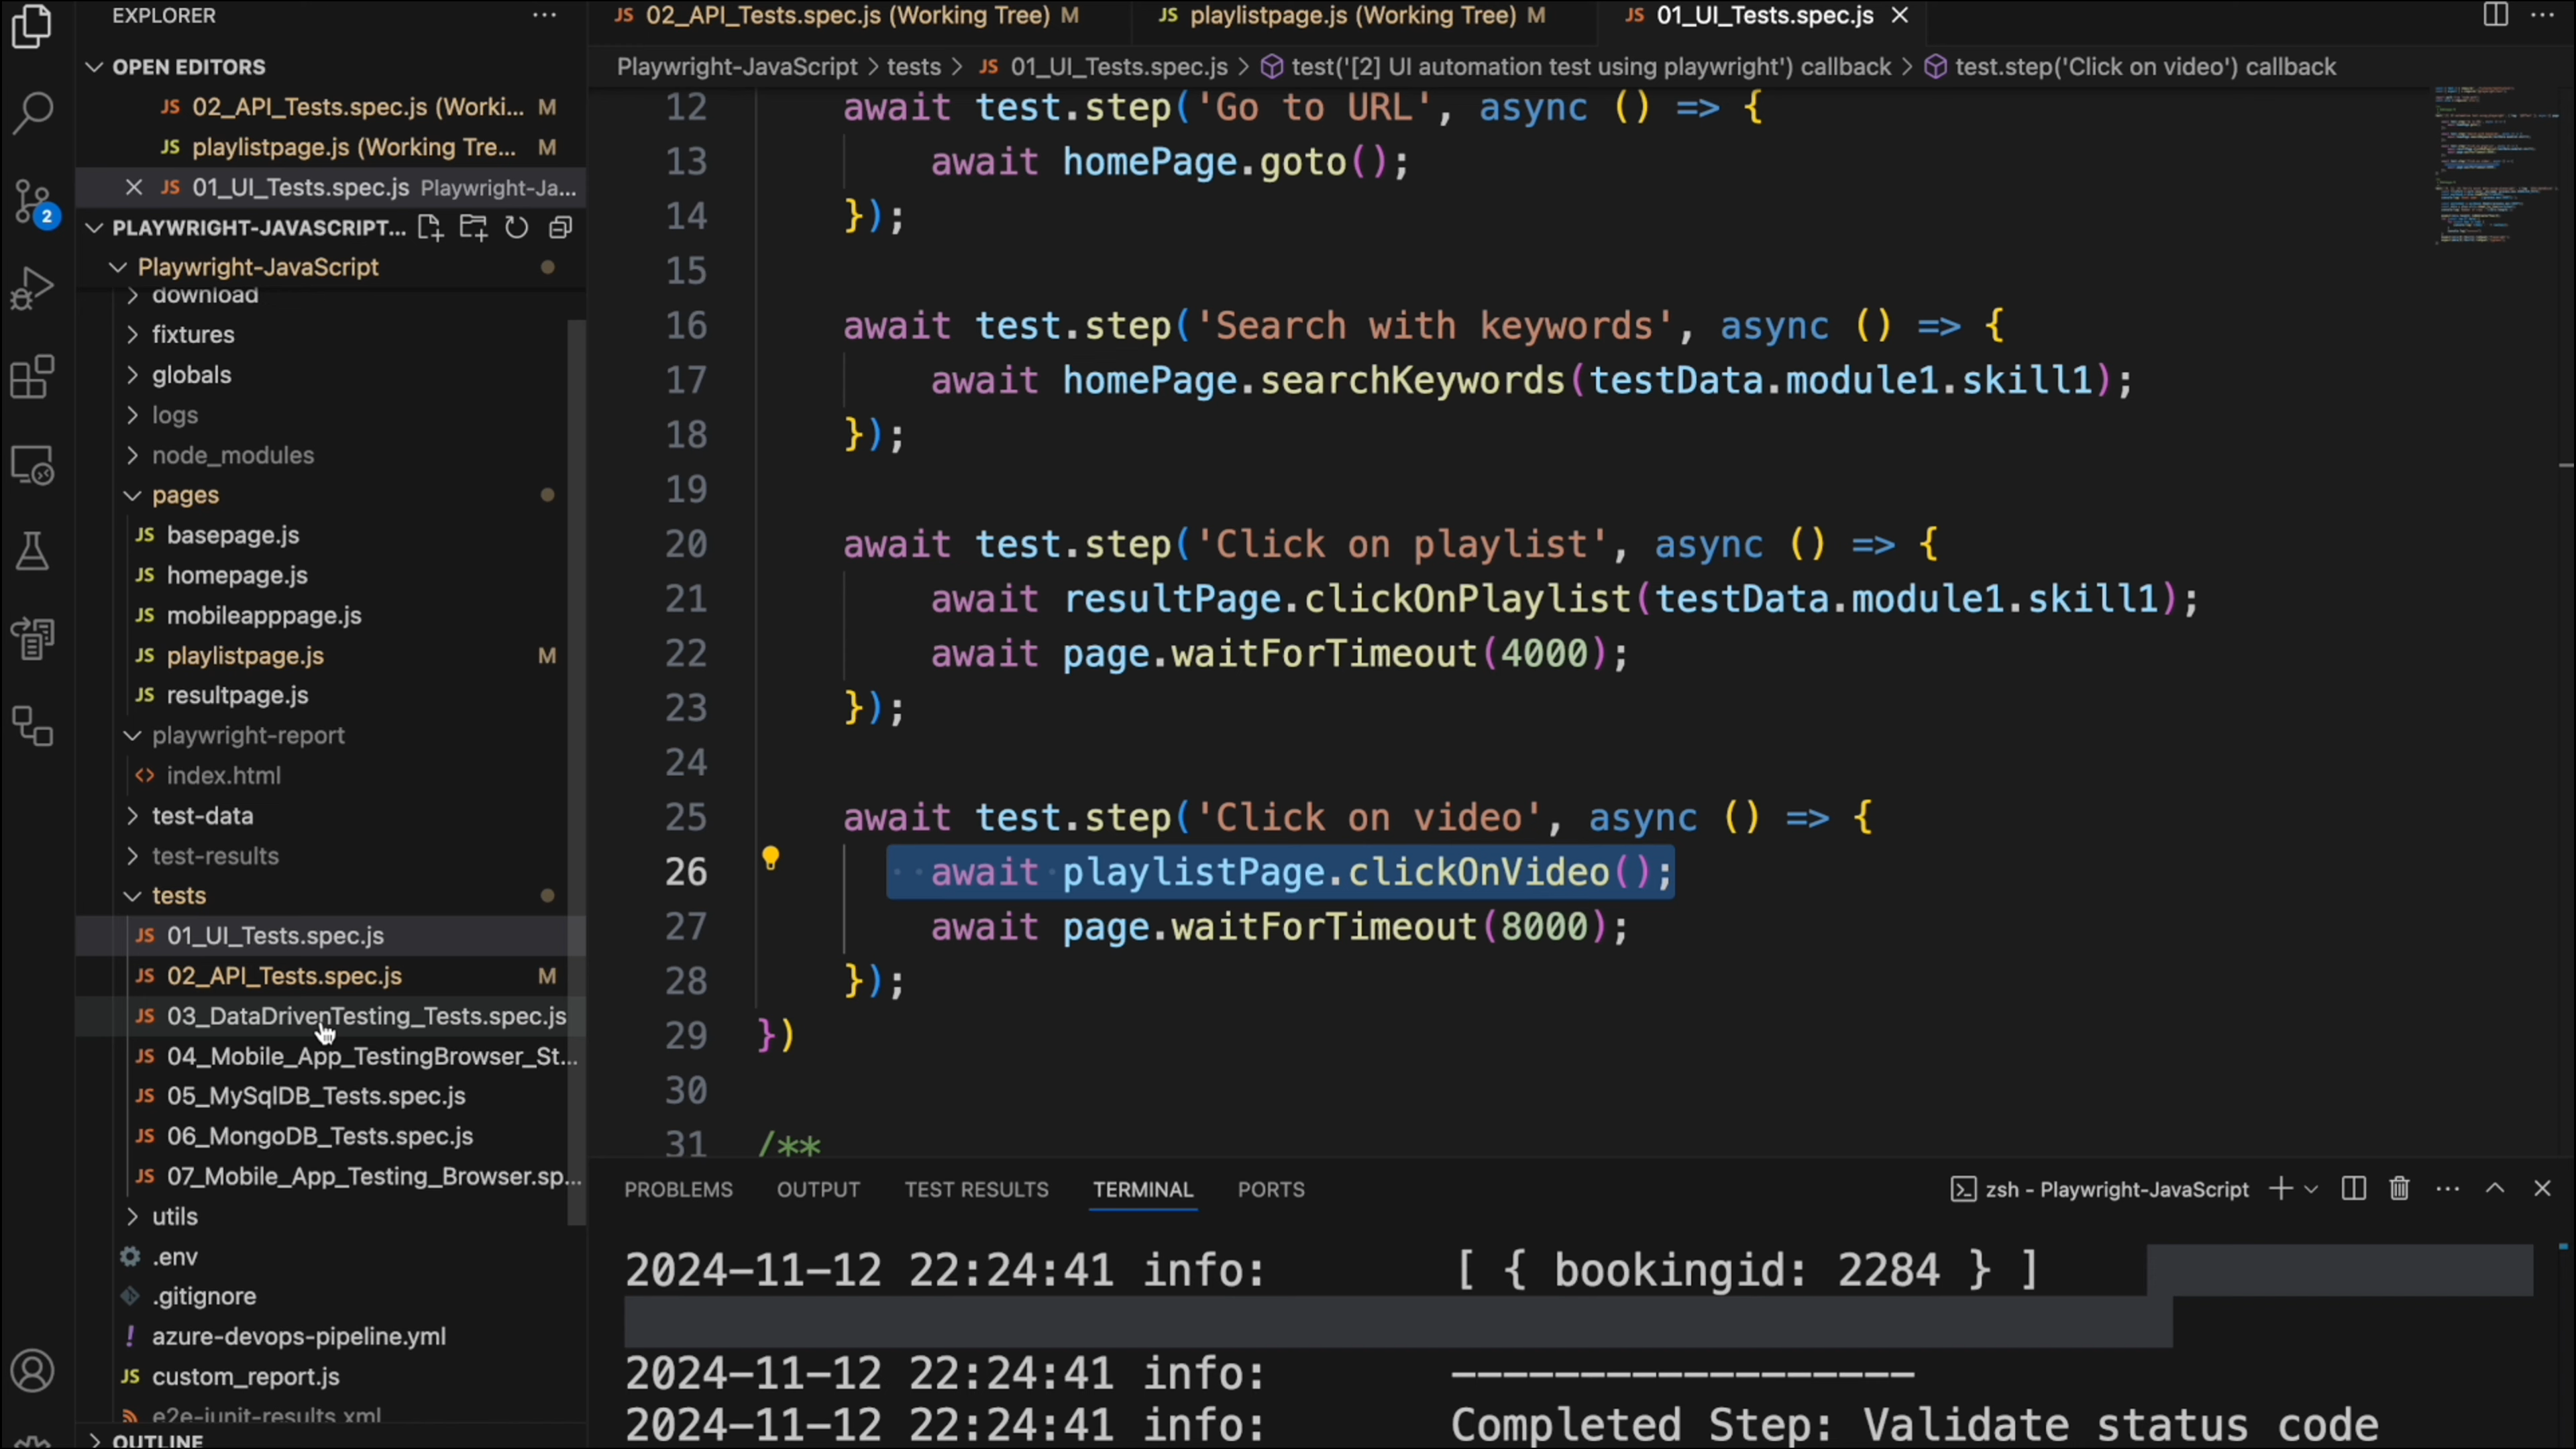 EXPLORER
OPEN EDITORS
JS 02_API_Tests.spec.js (Worki... M
JS playlistpage.js (Working Tre... M
JS 01_UI_Tests.spec.js Playwright-Ja...
PLAYWRIGHT-JAVASCRIPT...
Playwright-JavaScript
download
fixtures
globals
logs
node_modules
pages
JS basepage.js
JS homepage.js
JS mobileapppage.js
JS playlistpage.js M
JS resultpage.js
playwright-report
<> index.html
test-data
test-results
tests
JS 01_UI_Tests.spec.js
JS 02_API_Tests.spec.js M
JS 03_DataDrivenTesting_Tests.spec.js
JS 04_Mobile_App_TestingBrowser_St...
JS 05_MySqlDB_Tests.spec.js
JS 06_MongoDB_Tests.spec.js
JS 07_Mobile_App_Testing_Browser.sp...
utils
.env
.gitignore
! azure-devops-pipeline.yml
JS custom_report.js
e2e-junit-results.xml
OUTLINE
2
JS 02_API_Tests.spec.js (Working Tree) M
JS playlistpage.js (Working Tree) M
JS 01_UI_Tests.spec.js
Playwright-JavaScript > tests > JS 01_UI_Tests.spec.js > test('[2] UI automation test using playwright') callback > test.step('Click on video') callback
12 await test.step('Go to URL', async () => {
13 await homePage.goto();
14 });
15
16 await test.step('Search with keywords', async () => {
17 await homePage.searchKeywords(testData.module1.skill1);
18 });
19
20 await test.step('Click on playlist', async () => {
21 await resultPage.clickOnPlaylist(testData.module1.skill1);
22 await page.waitForTimeout(4000);
23 });
24
25 await test.step('Click on video', async () => {
26 await playlistPage.clickOnVideo();
27 await page.waitForTimeout(8000);
28 });
29 })
30
31 /**
PROBLEMS OUTPUT TEST RESULTS TERMINAL PORTS
zsh - Playwright-JavaScript
2024-11-12 22:24:41 info: [ { bookingid: 2284 } ]
2024-11-12 22:24:41 info: ------------------
2024-11-12 22:24:41 info: Completed Step: Validate status code